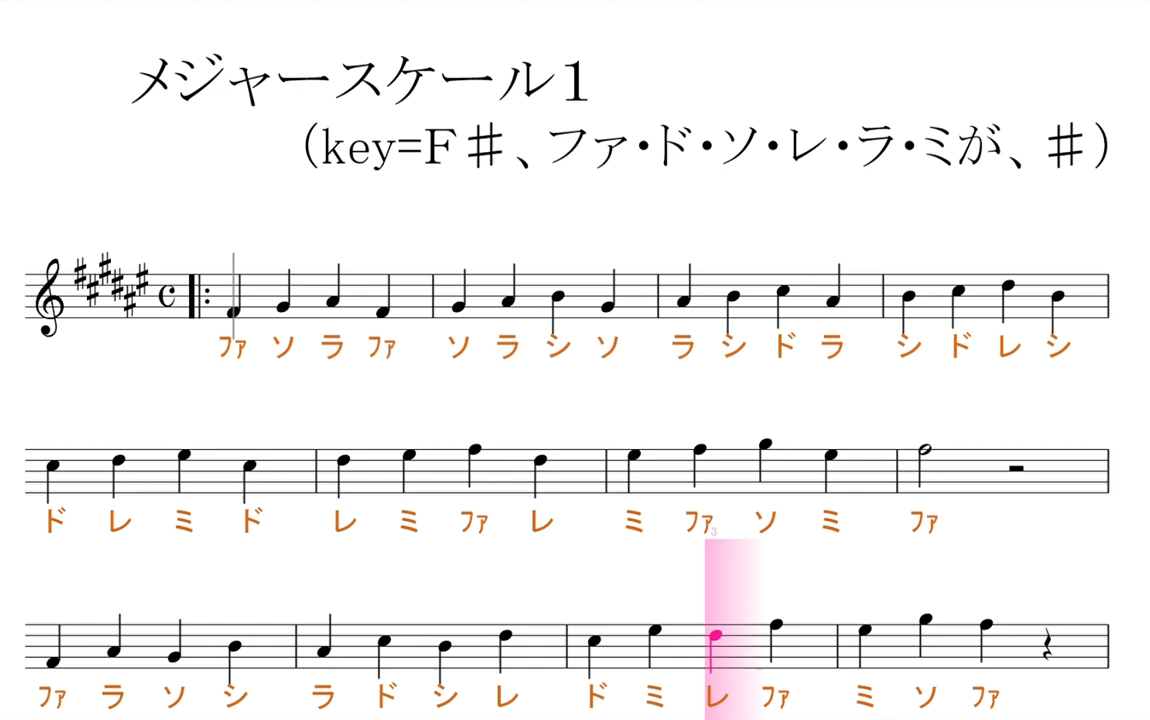 メジャースケール1
(key=F♯、ファ・ド・ソ・レ・ラ・ミが、♯)
ファ ソ ラ ファ ソ ラ シ ソ ラ シ ド ラ シ ド レ シ
ド レ ミ ド レ ミ ファ レ ミ ファ ソ ミ ファ
3
ファ ラ ソ シ ラ ド シ レ ド ミ レ ファ ミ ソ ファ